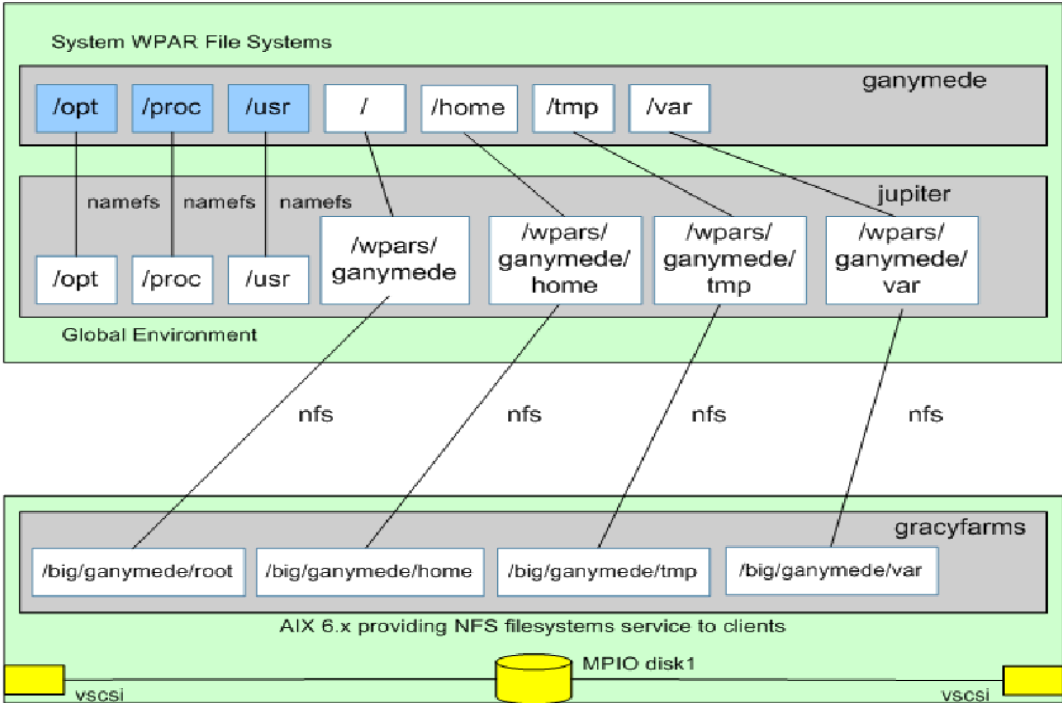 System WPAR File Systems
ganymede
/opt
/proc
/usr
/
/home
/tmp
/var
namefs
namefs
namefs
jupiter
/opt
/proc
/usr
/wpars/
ganymede
/wpars/
ganymede/
home
/wpars/
ganymede/
tmp
/wpars/
ganymede/
var
Global Environment
nfs
nfs
nfs
nfs
gracyfarms
/big/ganymede/root
/big/ganymede/home
/big/ganymede/tmp
/big/ganymede/var
AIX 6.x providing NFS filesystems service to clients
MPIO disk1
vscsi
vscsi